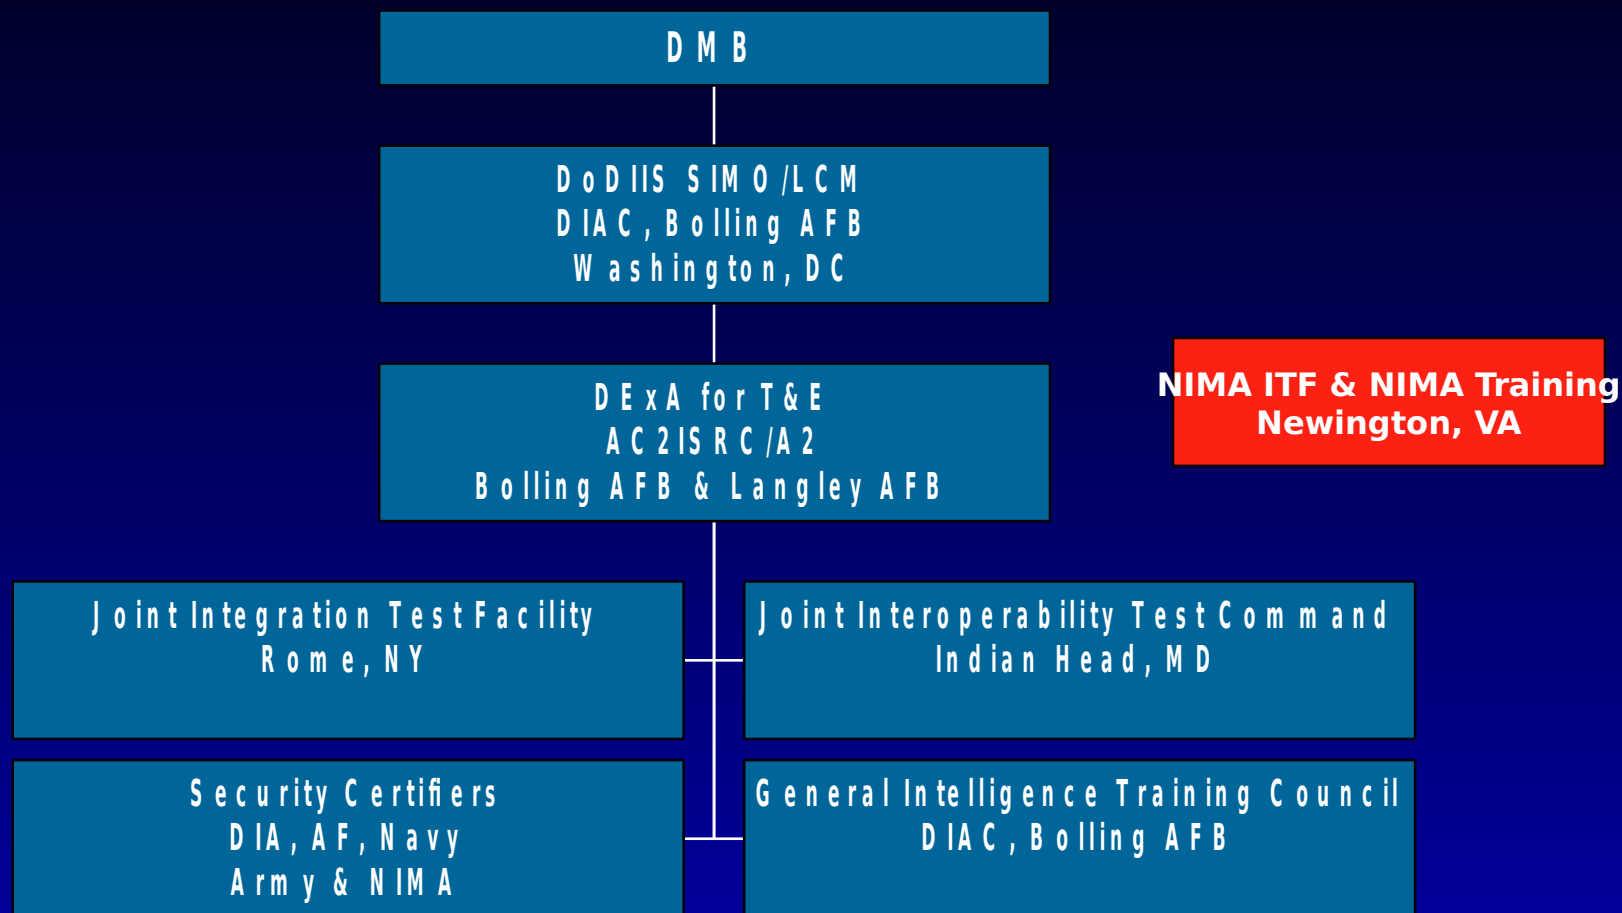 DMB
DoDIIS SIMO/LCM
DIAC, Bolling AFB
Washington, DC
DExA for T&E
AC2ISRC/A2
Bolling AFB & Langley AFB
NIMA ITF & NIMA Training
Newington, VA
Joint Integration Test Facility
Rome, NY
Joint Interoperability Test Command
Indian Head, MD
Security Certifiers
DIA, AF, Navy
Army & NIMA
General Intelligence Training Council
DIAC, Bolling AFB